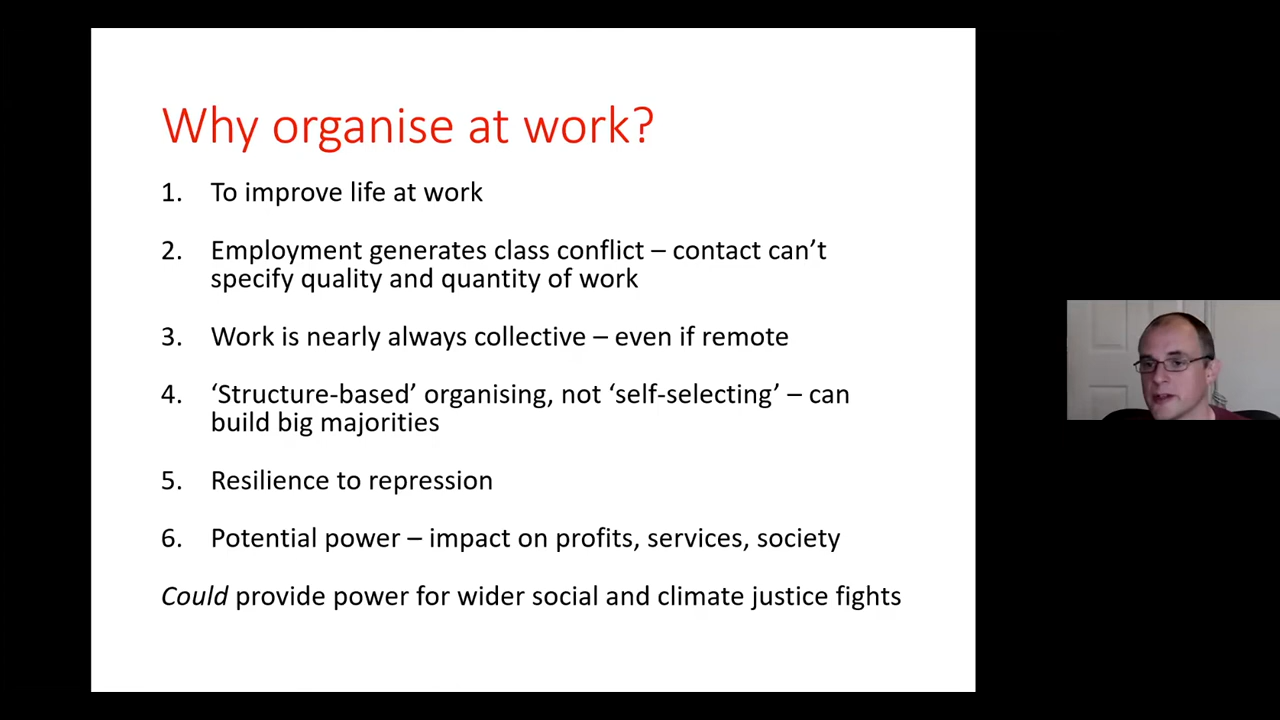 Why organise at work?
1. To improve life at work
2. Employment generates class conflict – contact can’t
specify quality and quantity of work
3. Work is nearly always collective – even if remote
4. ‘Structure-based’ organising, not ‘self-selecting’ – can
build big majorities
5. Resilience to repression
6. Potential power – impact on profits, services, society
Could provide power for wider social and climate justice fights